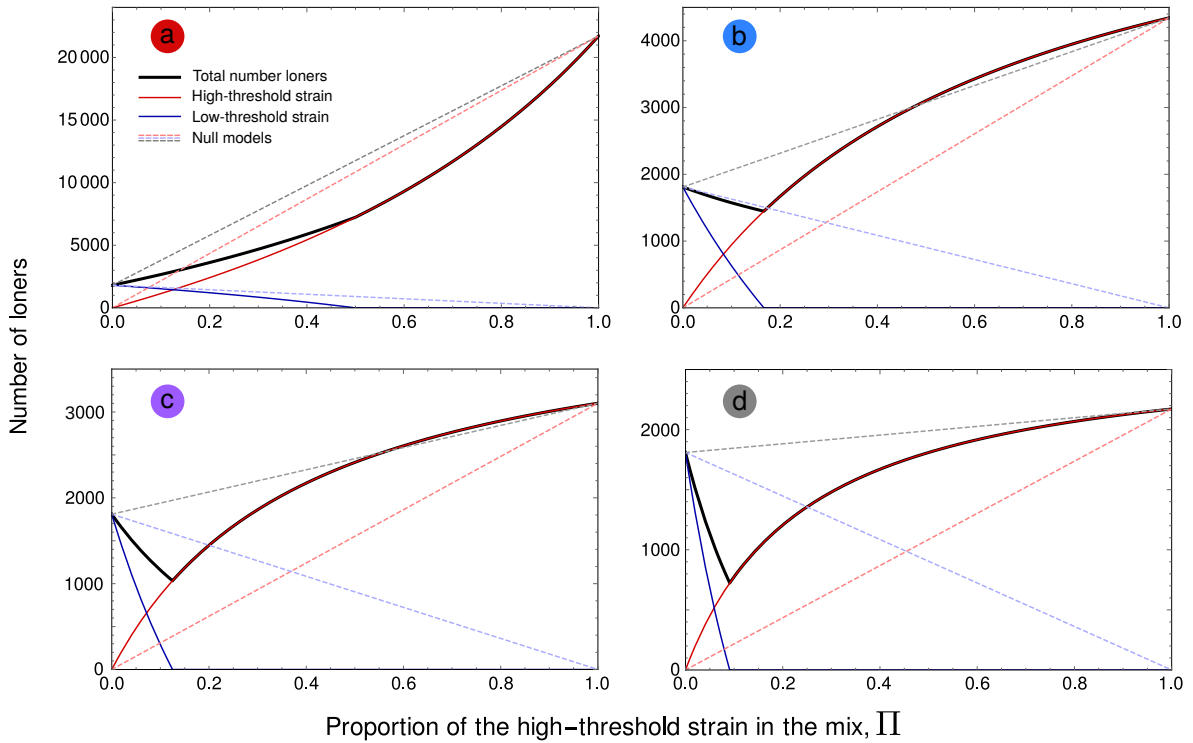 a
20 000
15 000
10 000
5000
0
0.0 0.2 0.4 0.6 0.8 1.0
Total number loners
High-threshold strain
Low-threshold strain
Null models
b
4000
3000
2000
1000
0
0.0 0.2 0.4 0.6 0.8 1.0
c
3000
2000
1000
0
0.0 0.2 0.4 0.6 0.8 1.0
d
2000
1000
0
0.0 0.2 0.4 0.6 0.8 1.0
Number of loners
Proportion of the high-threshold strain in the mix, Π